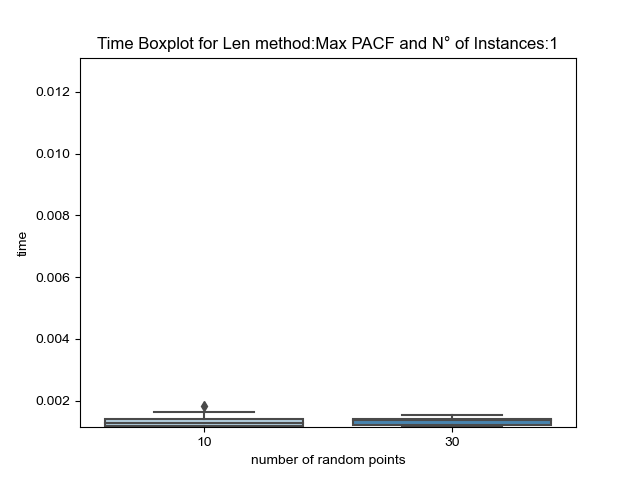 Time Boxplot for Len method:Max PACF and N° of Instances:1
0.012
0.010
0.008
0.006
0.004
0.002
time
10 30
number of random points